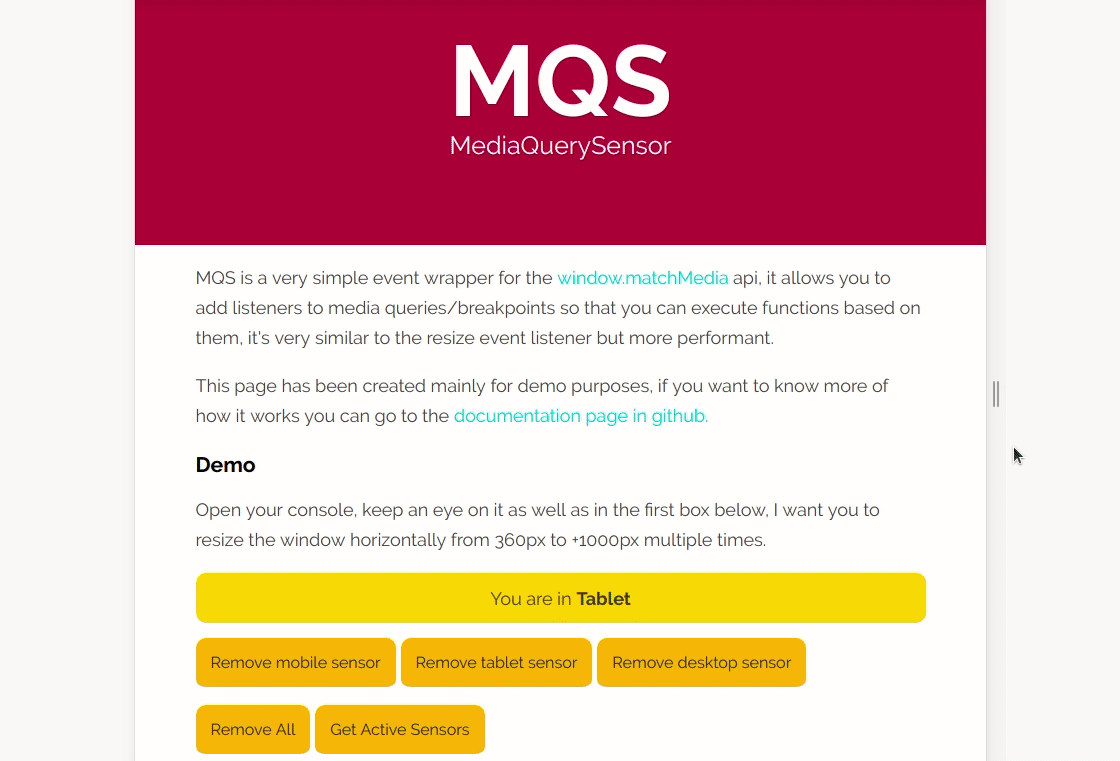 MQS
MediaQuerySensor
MQS is a very simple event wrapper for the window.matchMedia api, it allows you to
add listeners to media queries/breakpoints so that you can execute functions based on
them, it's very similar to the resize event listener but more performant.
This page has been created mainly for demo purposes, if you want to know more of
how it works you can go to the documentation page in github.
Demo
Open your console, keep an eye on it as well as in the first box below, I want you to
resize the window horizontally from 360px to +1000px multiple times.
You are in Tablet
Remove mobile sensor Remove tablet sensor Remove desktop sensor
Remove All Get Active Sensors